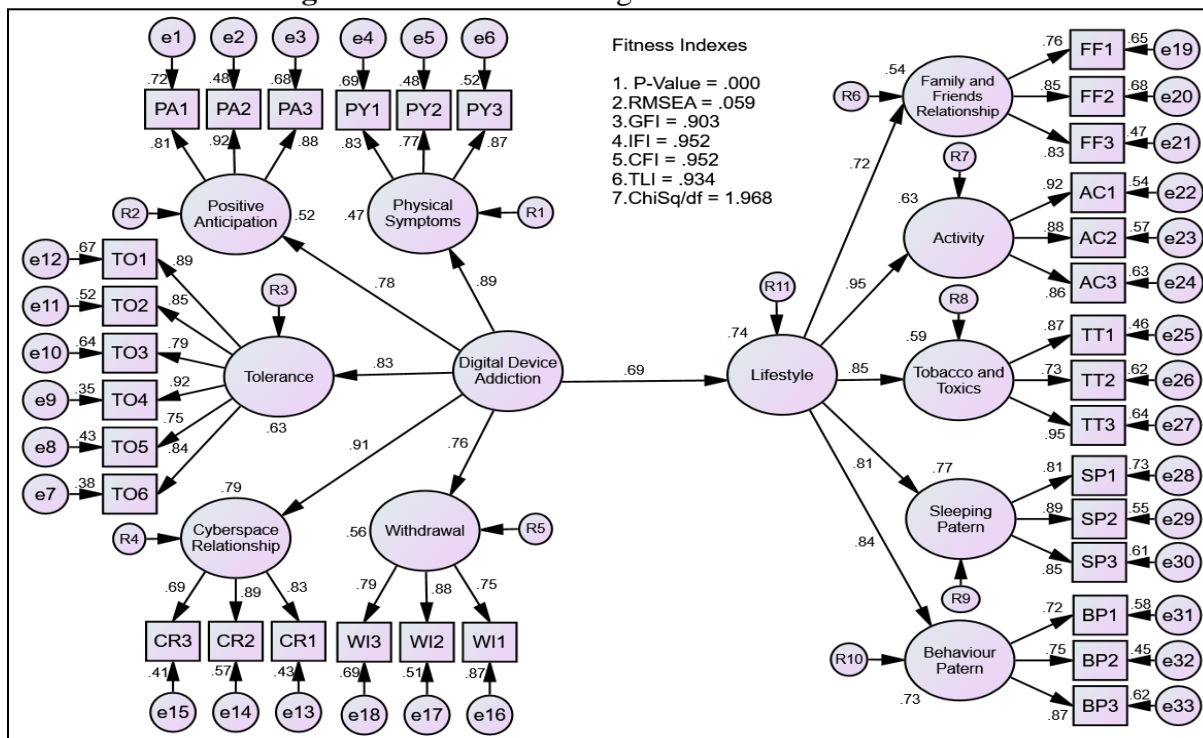 e1 e2 e3 e4 e5 e6
.72 .48 .68 .69 .48 .52
PA1 PA2 PA3 PY1 PY2 PY3
.81 .92 .88 .83 .77 .87
R2 Positive
Anticipation .52
.47 Physical
Symptoms R1
Fitness Indexes
1. P-Value = .000
2.RMSEA = .059
3.GFI = .903
4.IFI = .952
5.CFI = .952
6.TLI = .934
7.ChiSq/df = 1.968
e12 .67 TO1 .89
e11 .52 TO2 .85
e10 .64 TO3 .79
e9 .35 TO4 .92
e8 .43 TO5 .75
e7 .38 TO6 .84
R3
Tolerance
.63
.78 .89
.83
.91 .76
Digital Device
Addiction
.69
R4 .79
Cyberspace
Relationship
.56 Withdrawal R5
.69 .89 .83 .79 .88 .75
CR3 CR2 CR1 WI3 WI2 WI1
.41 .57 .43 .69 .51 .87
e15 e14 e13 e18 e17 e16
R11
.74
Lifestyle
.72
.95
.85
.81
.84
R6 .54
Family and
Friends
Relationship
.76 FF1 .65 e19
.85 FF2 .68 e20
.83 FF3 .47 e21
R7
.63
Activity
.92 AC1 .54 e22
.88 AC2 .57 e23
.86 AC3 .63 e24
R8
.59
Tobacco and
Toxics
.87 TT1 .46 e25
.73 TT2 .62 e26
.95 TT3 .64 e27
.77
Sleeping
Patern
R9
.81 SP1 .73 e28
.89 SP2 .55 e29
.85 SP3 .61 e30
R10
Behaviour
Patern
.73
.72 BP1 .58 e31
.75 BP2 .45 e32
.87 BP3 .62 e33